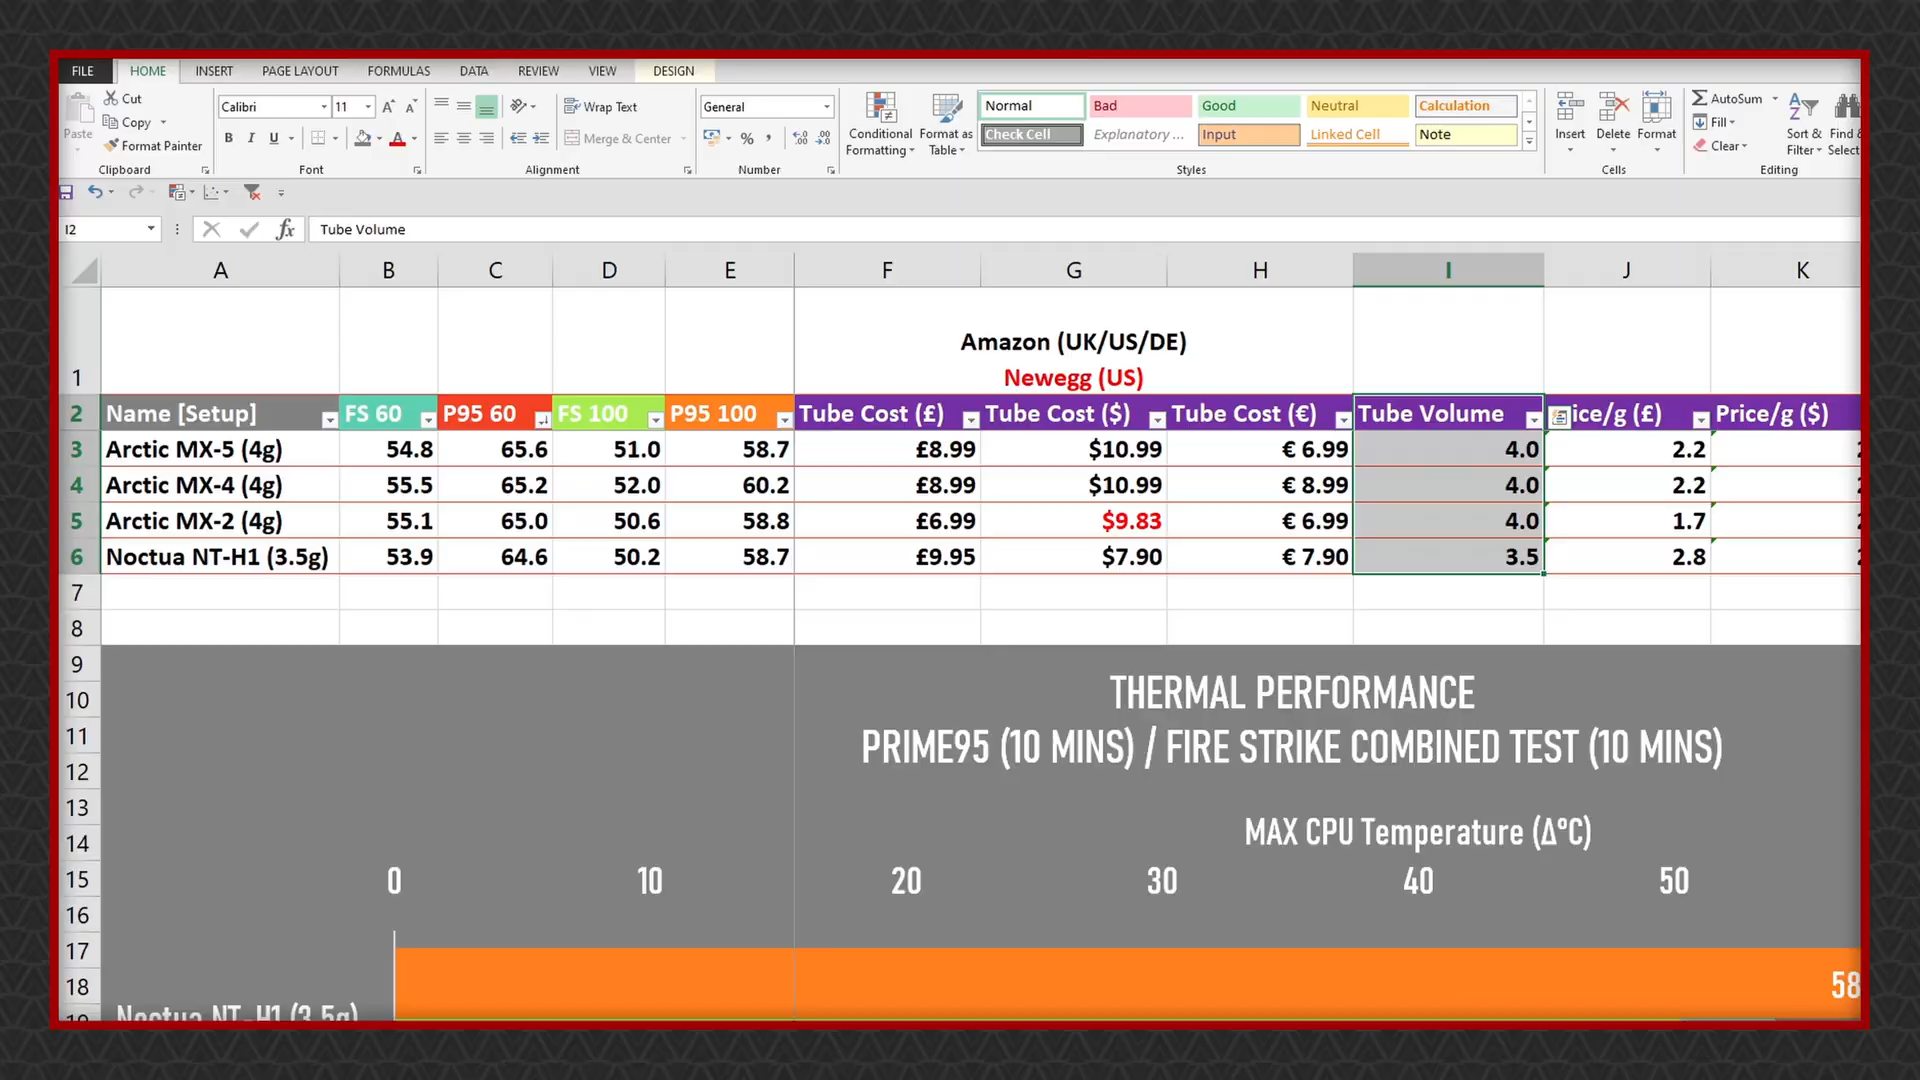 FILE HOME INSERT PAGE LAYOUT FORMULAS DATA REVIEW VIEW DESIGN
Paste
Cut
Copy
Format Painter
Clipboard
Calibri 11
B I U
Font
Wrap Text
Merge & Center
Alignment
General
%
Number
Conditional Formatting
Format as Table
Normal Bad Good Neutral Calculation
Check Cell Explanatory ... Input Linked Cell Note
Styles
Insert Delete Format
Cells
AutoSum
Fill
Clear
Sort & Filter
Find Select
Editing
I2 fx Tube Volume
A B C D E F G H I J K
Amazon (UK/US/DE)
1 Newegg (US)
2 Name [Setup] FS 60 P95 60 FS 100 P95 100 Tube Cost (£) Tube Cost ($) Tube Cost (€) Tube Volume ice/g (£) Price/g ($)
3 Arctic MX-5 (4g) 54.8 65.6 51.0 58.7 £8.99 $10.99 € 6.99 4.0 2.2
4 Arctic MX-4 (4g) 55.5 65.2 52.0 60.2 £8.99 $10.99 € 8.99 4.0 2.2
5 Arctic MX-2 (4g) 55.1 65.0 50.6 58.8 £6.99 $9.83 € 6.99 4.0 1.7
6 Noctua NT-H1 (3.5g) 53.9 64.6 50.2 58.7 £9.95 $7.90 € 7.90 3.5 2.8
7
8
9
10 THERMAL PERFORMANCE
11 PRIME95 (10 MINS) / FIRE STRIKE COMBINED TEST (10 MINS)
12
13
14 MAX CPU Temperature (Δ°C)
15 0 10 20 30 40 50
16
17
18 58
Noctua NT-H1 (3.5g)